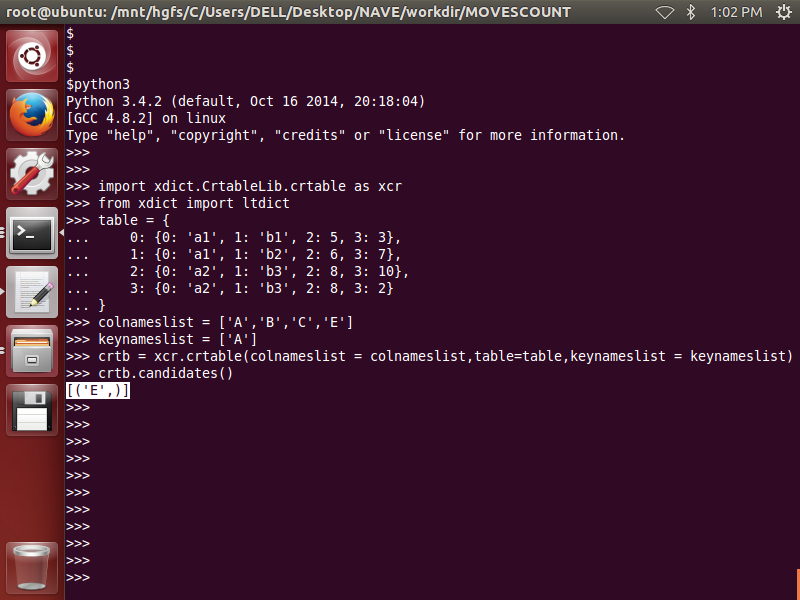 root@ubuntu: /mnt/hgfs/C/Users/DELL/Desktop/NAVE/workdir/MOVESCOUNT 1:02 PM
$
$
$
$python3
Python 3.4.2 (default, Oct 16 2014, 20:18:04)
[GCC 4.8.2] on linux
Type "help", "copyright", "credits" or "license" for more information.
>>>
>>>
>>> import xdict.CrtableLib.crtable as xcr
>>> from xdict import ltdict
>>> table = {
...     0: {0: 'a1', 1: 'b1', 2: 5, 3: 3},
...     1: {0: 'a1', 1: 'b2', 2: 6, 3: 7},
...     2: {0: 'a2', 1: 'b3', 2: 8, 3: 10},
...     3: {0: 'a2', 1: 'b3', 2: 8, 3: 2}
... }
>>> colnameslist = ['A','B','C','E']
>>> keynameslist = ['A']
>>> crtb = xcr.crtable(colnameslist = colnameslist,table=table,keynameslist = keynameslist)
>>> crtb.candidates()
[('E',)]
>>>
>>>
>>>
>>>
>>>
>>>
>>>
>>>
>>>
>>>
>>>